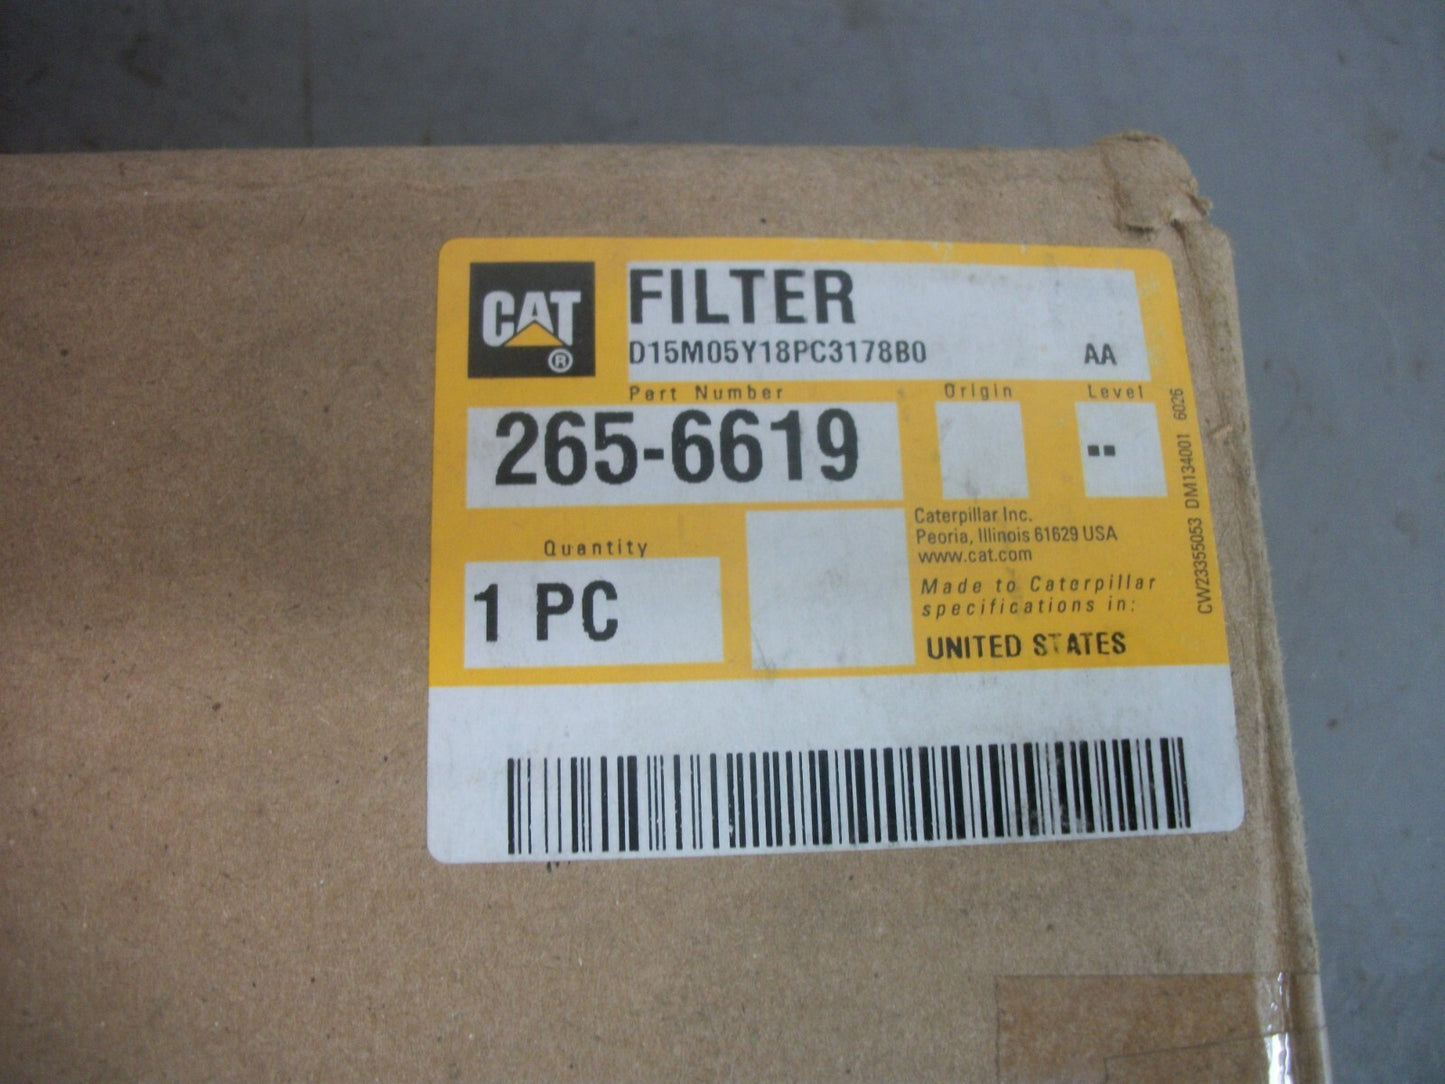 CAT
®
FILTER
D15M05Y18PC3178B0 AA
Part Number Origin Level
265-6619 --
Quantity
1 PC
Caterpillar Inc.
Peoria, Illinois 61629 USA
www.cat.com
Made to Caterpillar
specifications in:
UNITED STATES
CW23355053 DM134001 6026